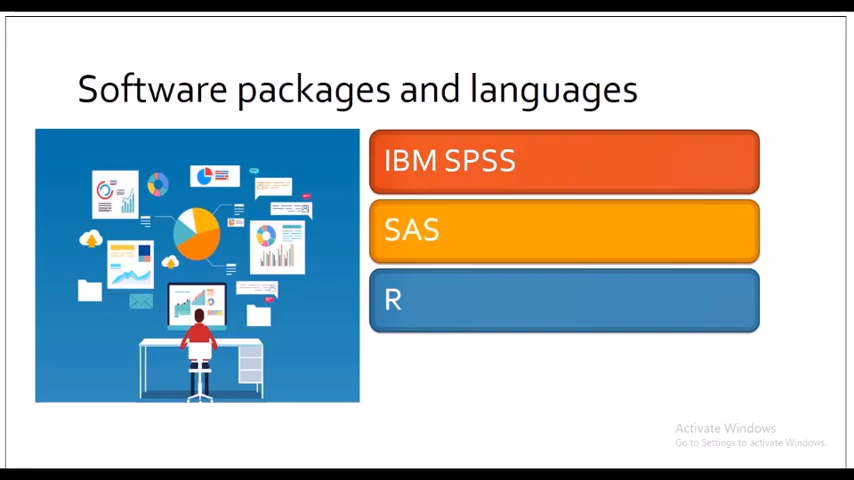 Software packages and languages
IBM SPSS
SAS
R
Activate Windows
Go to Settings to activate Windows.